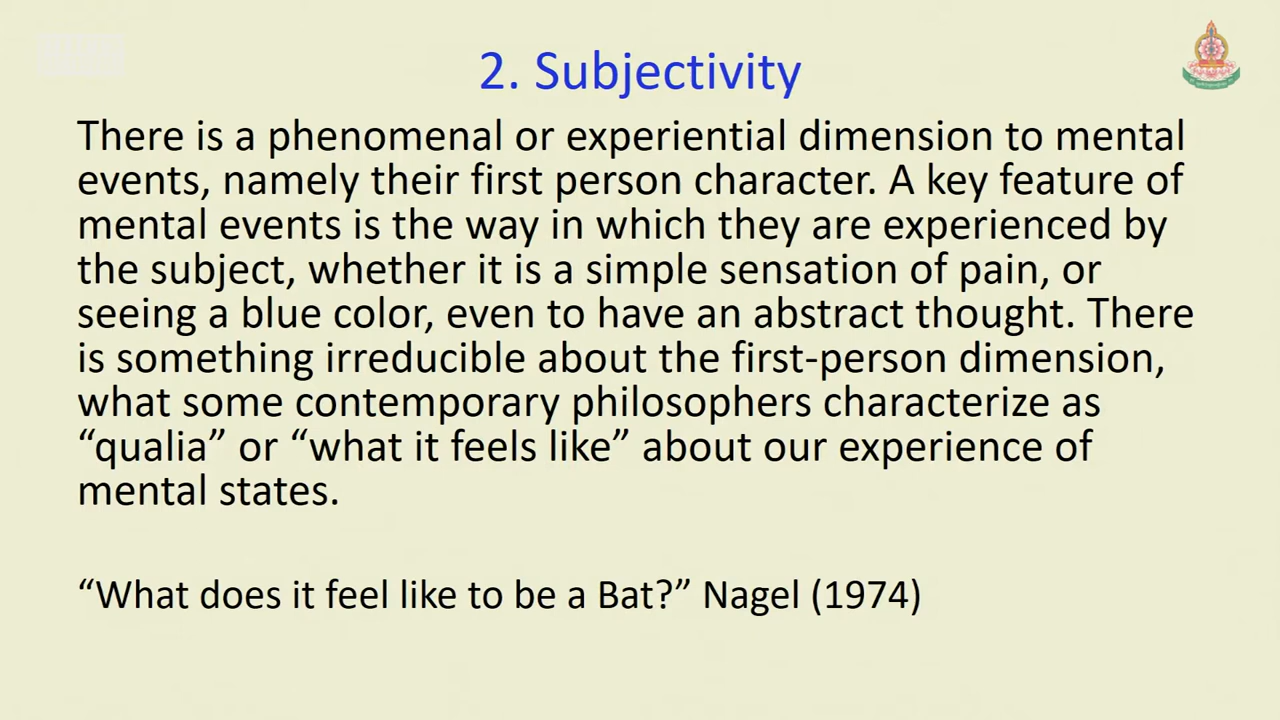 2. Subjectivity
There is a phenomenal or experiential dimension to mental
events, namely their first person character. A key feature of
mental events is the way in which they are experienced by
the subject, whether it is a simple sensation of pain, or
seeing a blue color, even to have an abstract thought. There
is something irreducible about the first-person dimension,
what some contemporary philosophers characterize as
“qualia” or “what it feels like” about our experience of
mental states.
“What does it feel like to be a Bat?” Nagel (1974)